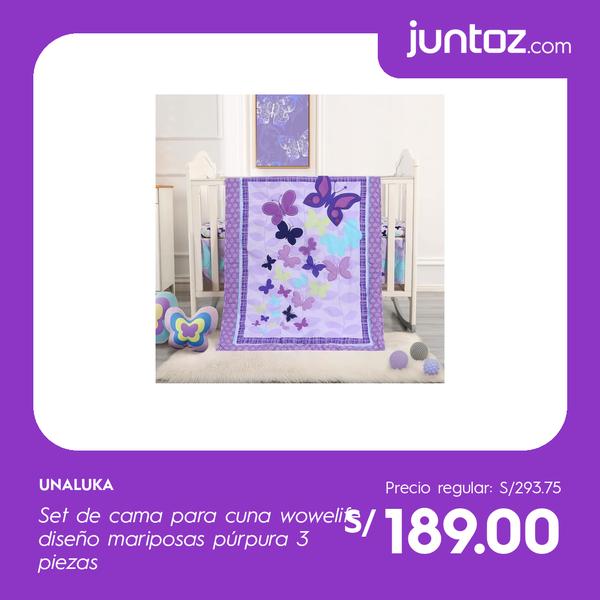 juntoz.com
UNALUKA
Set de cama para cuna wowelife
diseño mariposas púrpura 3
piezas
Precio regular: S/293.75
S/ 189.00